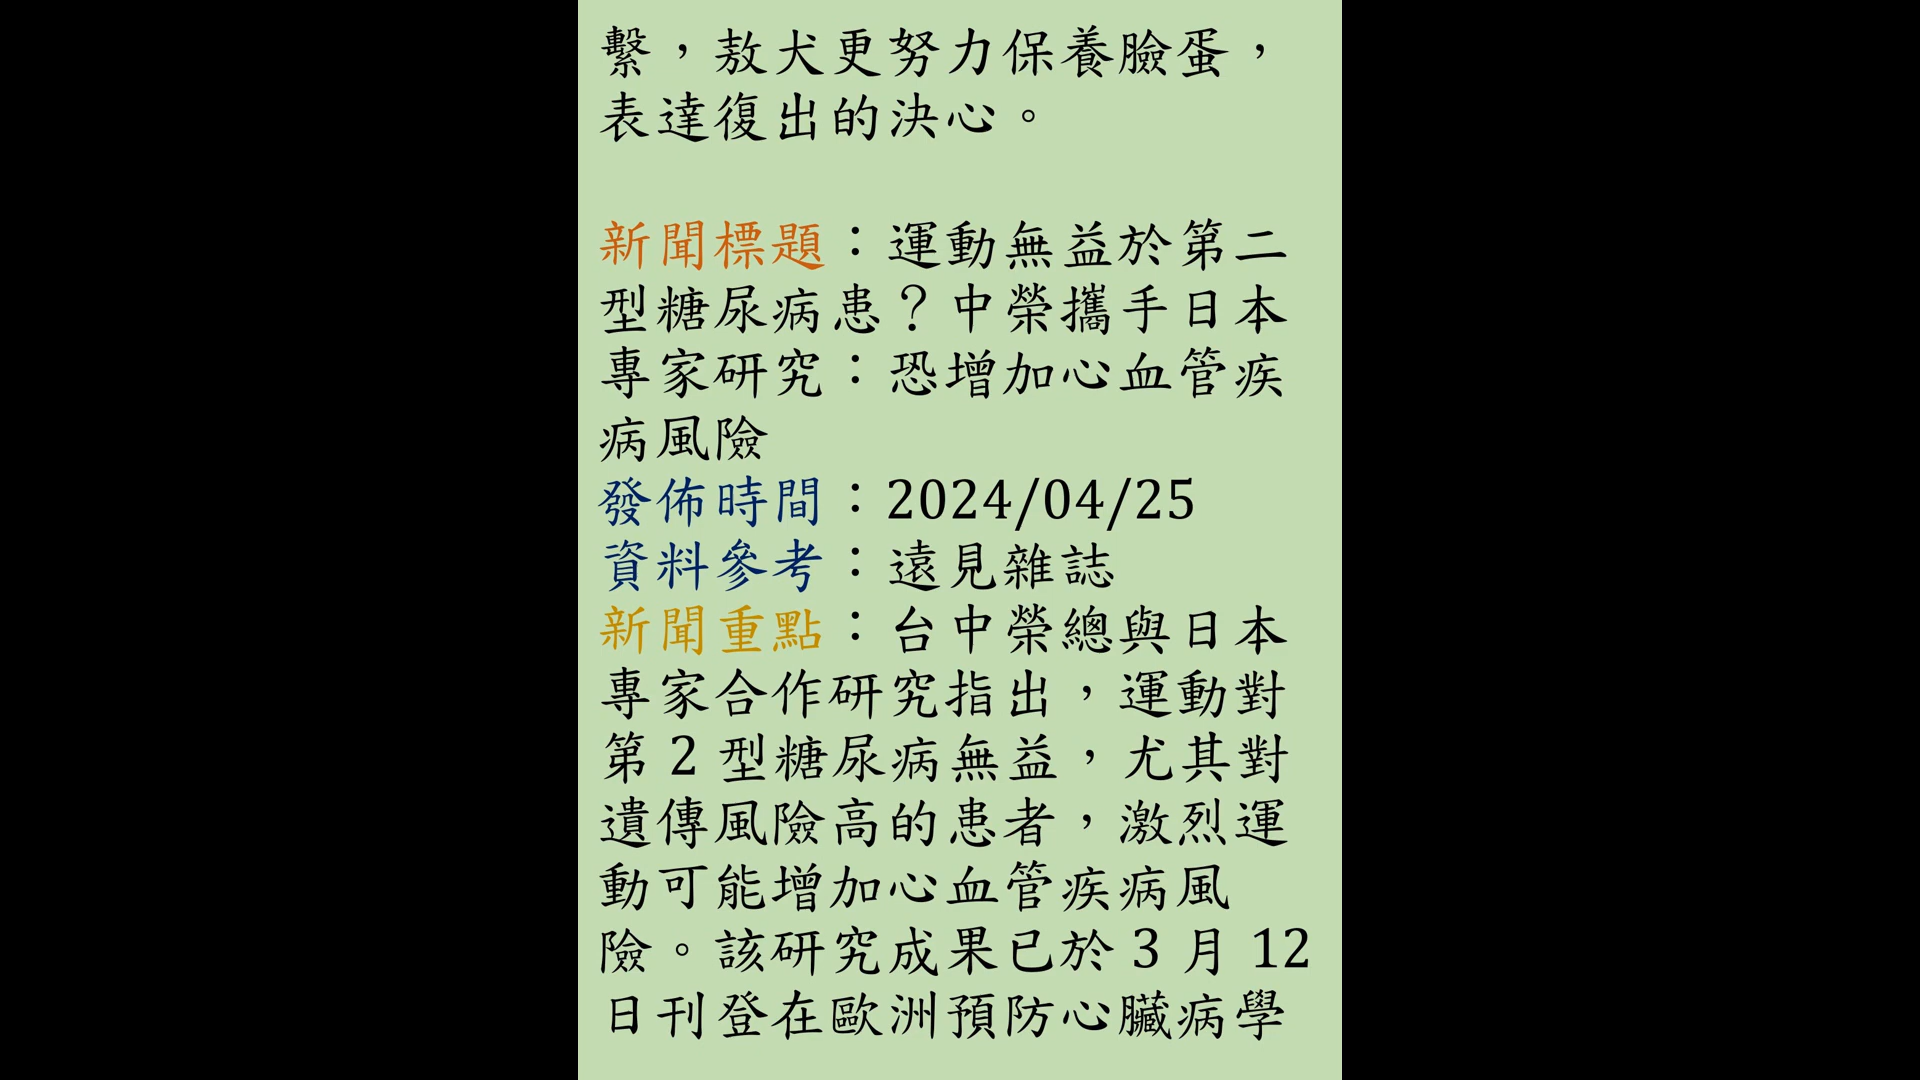 繫，敖犬更努力保養臉蛋，
表達復出的決心。
新聞標題：運動無益於第二
型糖尿病患？中榮攜手日本
專家研究：恐增加心血管疾
病風險
發佈時間：2024/04/25
資料參考：遠見雜誌
新聞重點：台中榮總與日本
專家合作研究指出，運動對
第 2 型糖尿病無益，尤其對
遺傳風險高的患者，激烈運
動可能增加心血管疾病風
險。該研究成果已於 3 月 12
日刊登在歐洲預防心臟病學